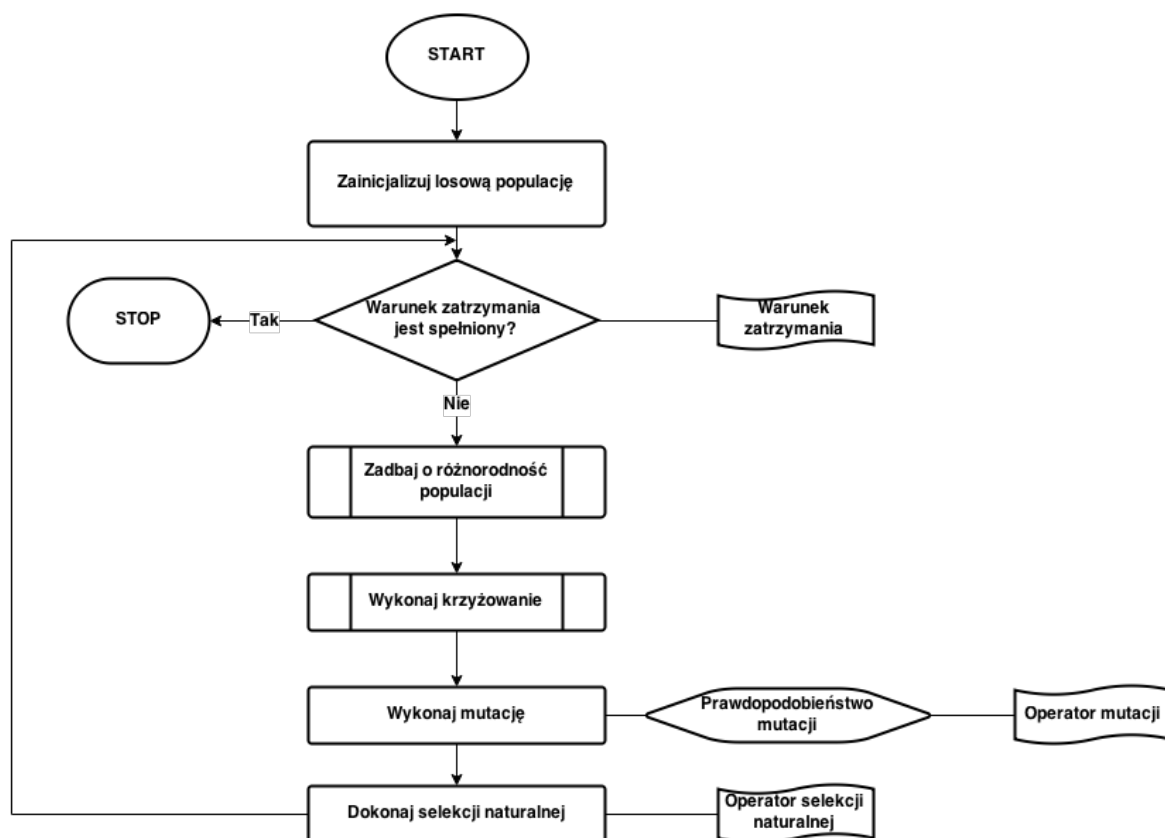 START
Zainicjalizuj losową populację
Warunek zatrzymania
jest spełniony?
Warunek
zatrzymania
STOP
Tak
Nie
Zadbaj o różnorodność
populacji
Wykonaj krzyżowanie
Wykonaj mutację
Prawdopodobieństwo
mutacji
Operator mutacji
Dokonaj selekcji naturalnej
Operator selekcji
naturalnej